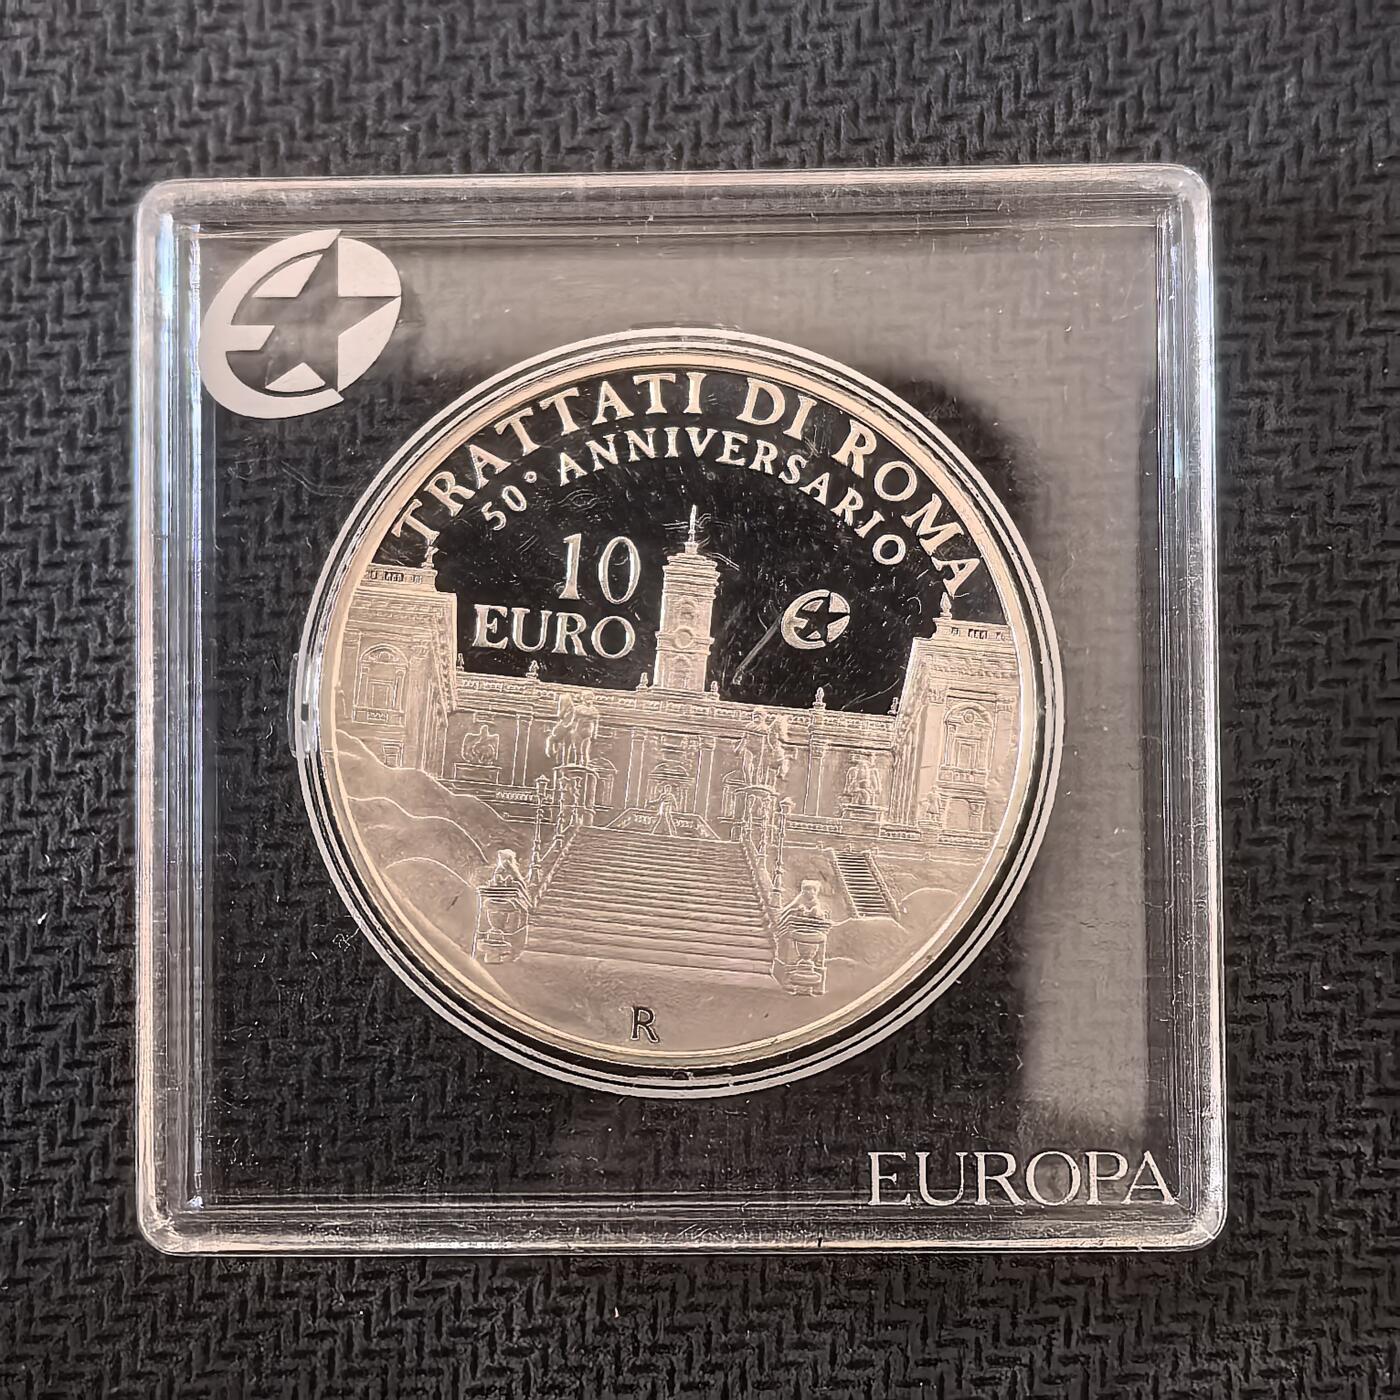 TRATTATI DI ROMA
50° ANNIVERSARIO
10
EURO
R
EUROPA